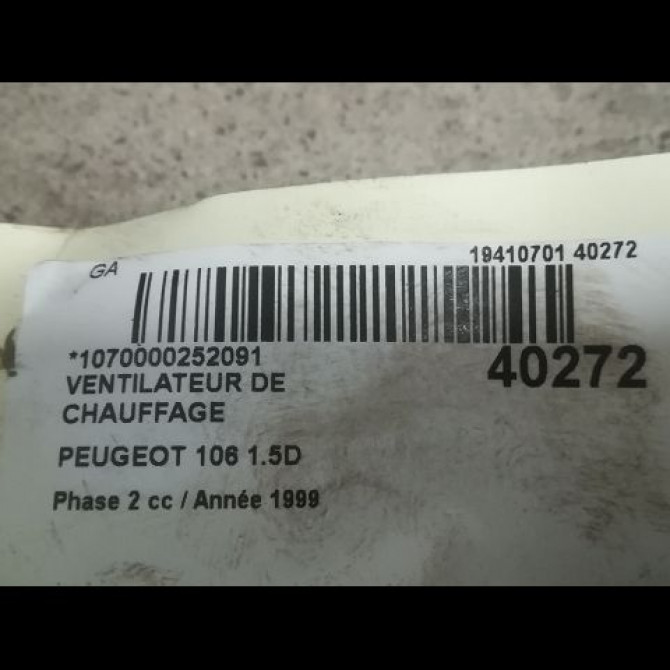 GA
19410701 40272
*1070000252091
40272
VENTILATEUR DE
CHAUFFAGE
PEUGEOT 106 1.5D
Phase 2 cc / Année 1999